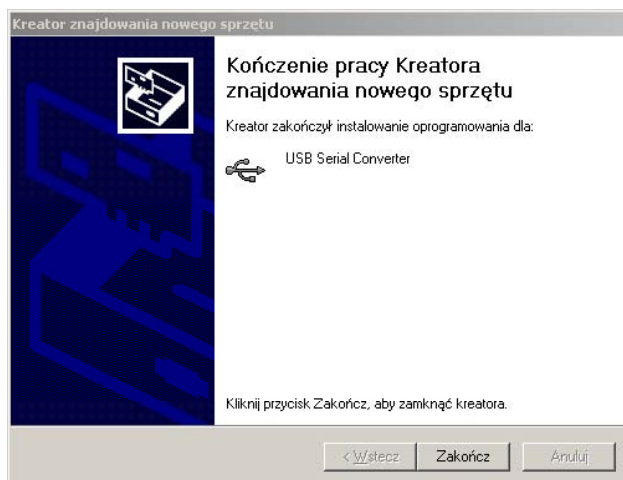 Kreator znajdowania nowego sprzętu
Kończenie pracy Kreatora
znajdowania nowego sprzętu
Kreator zakończył instalowanie oprogramowania dla:
USB Serial Converter
Kliknij przycisk Zakończ, aby zamknąć kreatora.
< Wstecz Zakończ Anuluj